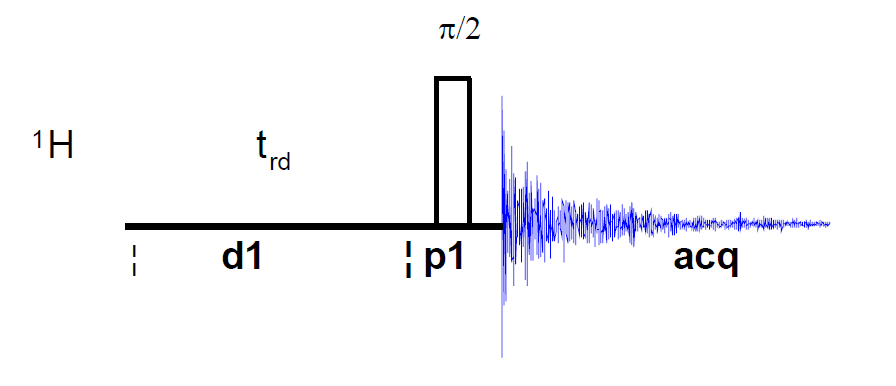 π/2
¹H
t_rd
d1
p1
acq